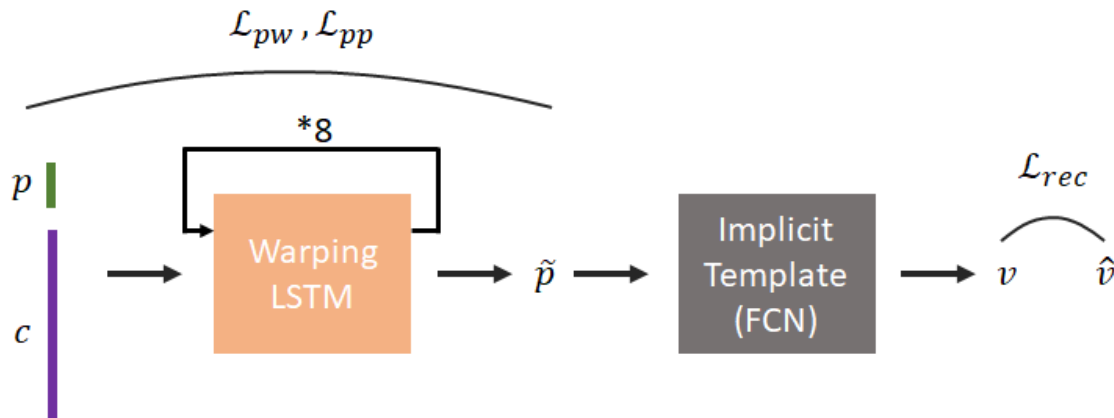 ℒ_pw , ℒ_pp
*8
p
c
Warping
LSTM
p̃
Implicit
Template
(FCN)
ℒ_rec
v
v̂